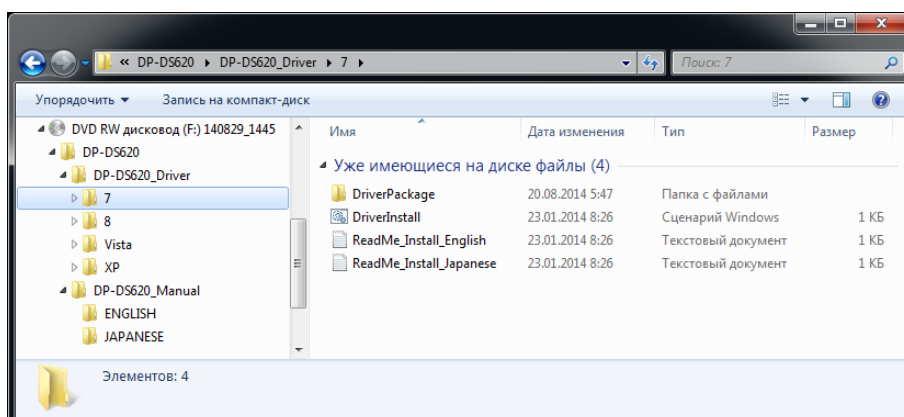 « DP-DS620 DP-DS620_Driver 7 Поиск: 7
Упорядочить Запись на компакт-диск
DVD RW дисковод (F:) 140829_1445
DP-DS620
DP-DS620_Driver
7
8
Vista
XP
DP-DS620_Manual
ENGLISH
JAPANESE
Имя Дата изменения Тип Размер
Уже имеющиеся на диске файлы (4)
DriverPackage 20.08.2014 5:47 Папка с файлами
DriverInstall 23.01.2014 8:26 Сценарий Windows 1 КБ
ReadMe_Install_English 23.01.2014 8:26 Текстовый документ 1 КБ
ReadMe_Install_Japanese 23.01.2014 8:26 Текстовый документ 1 КБ
Элементов: 4